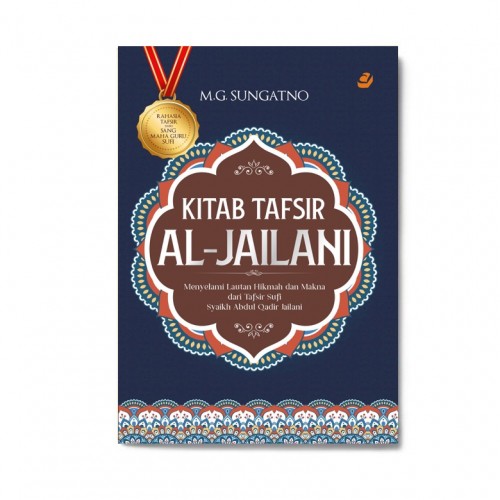 M.G. SUNGATNO
RAHASIA
TAFSIR
DARI
SANG
MAHA GURU
SUFI
KITAB TAFSIR
AL-JAILANI
Menyelami Lautan Hikmah dan Makna
dari Tafsir Sufi
Syaikh Abdul Qadir Jailani